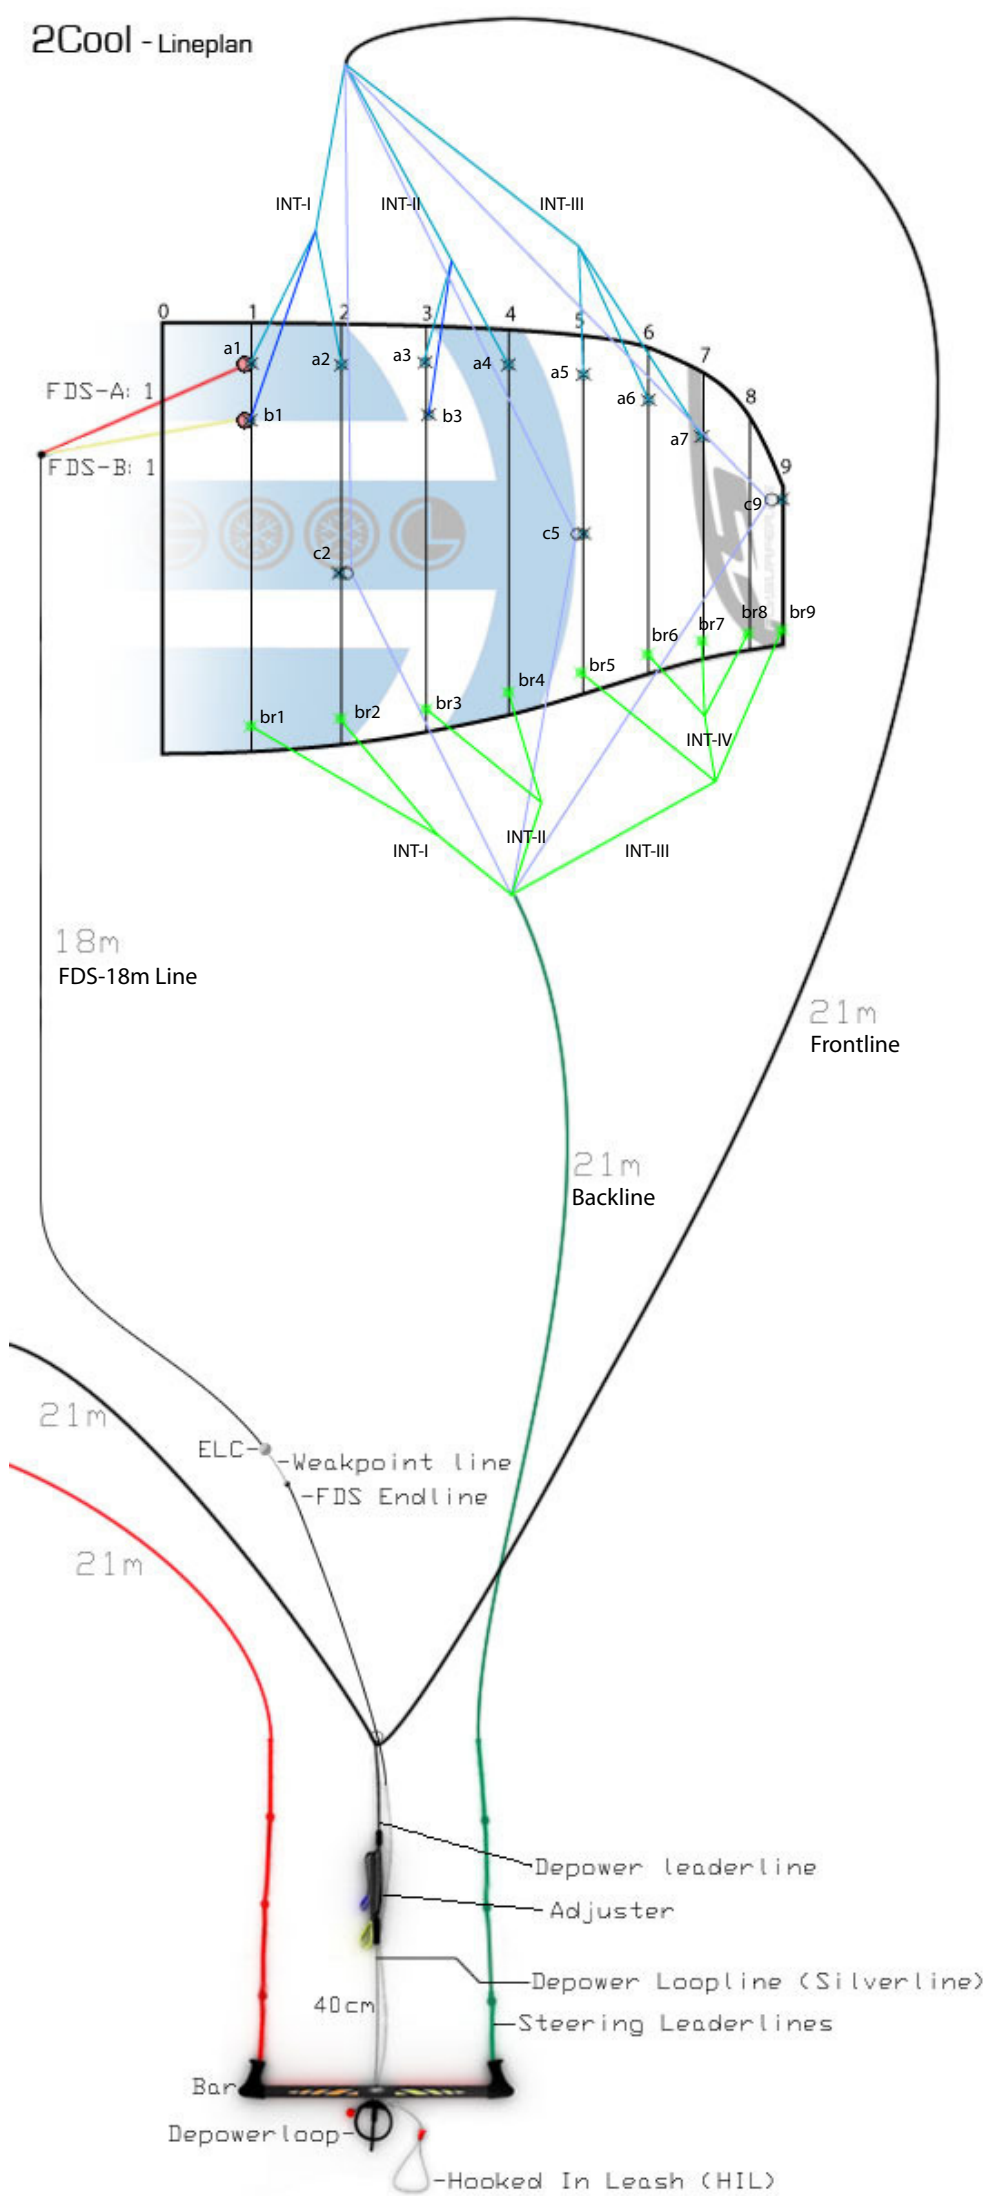 2Cool - Lineplan
INT-I INT-II INT-III
0 1 2 3 4 5 6 7 8 9
a1 a2 a3 a4 a5 a6 a7
FDS-A: 1
b1 b3
FDS-B: 1
c9
c5
c2
br1 br2 br3 br4 br5 br6 br7 br8 br9
INT-IV
INT-I INT-II INT-III
18m
FDS-18m Line
21m
Frontline
21m
Backline
21m
ELC
Weakpoint line
FDS Endline
21m
Depower leaderline
Adjuster
Depower Loopline (Silverline)
40cm
Steering Leaderlines
Bar
Depowerloop
Hooked In Leash (HIL)